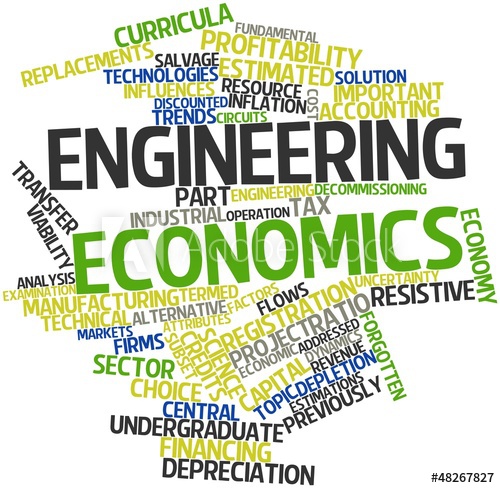 CURRICULA
FUNDAMENTAL
REPLACEMENTS
SALVAGE
PROFITABILITY
TECHNOLOGIES
ESTIMATED
SOLUTION
INFLUENCES
RESOURCE
COST
IMPORTANT
DISCOUNTED
INFLATION
ACCOUNTING
TRENDS
CIRCUITS
ENGINEERING
TRANSFER
VIABILITY
PART
ENGINEERING
DECOMMISSIONING
INDUSTRIAL
OPERATION
TAX
ECONOMICS
ECONOMY
Adobe Stock
ANALYSIS
EXAMINATION
MANUFACTURING
TERMED
FACTORS
FLOWS
UNCERTAINTY
RESISTIVE
TECHNICAL
ALTERNATIVE
REGISTRATION
MARKETS
ATTRIBUTES
FIRMS
SUBSET
CREDITS
SCIENCE
PROJECT
RATIO
ADDRESSED
FORGOTTEN
ECONOMIC
DYNAMICS
REVENUE
SECTOR
CAPITAL
TOPIC
DEPLETION
CHOICE
ESTIMATIONS
PREVIOUSLY
CENTRAL
UNDERGRADUATE
FINANCING
DEPRECIATION
#48267827